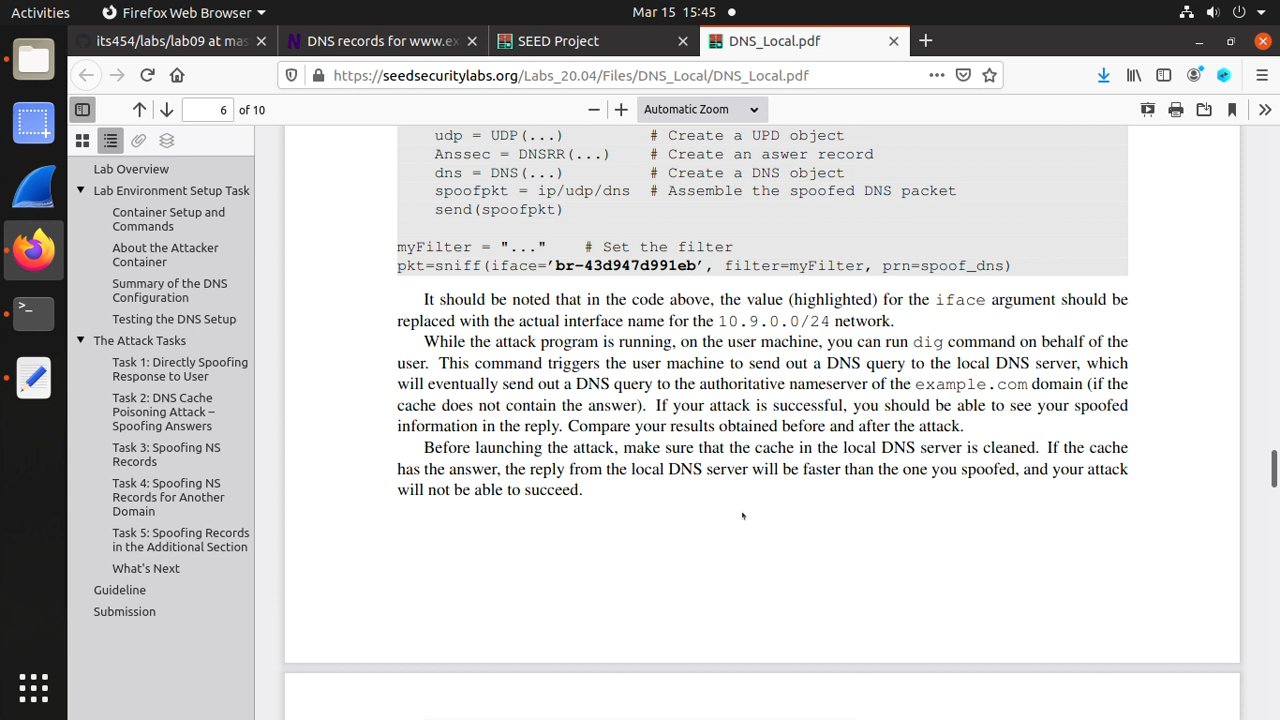 Activities
Firefox Web Browser
Mar 15 15:45
its454/labs/lab09 at mas
DNS records for www.ex
SEED Project
DNS_Local.pdf
https://seedsecuritylabs.org/Labs_20.04/Files/DNS_Local/DNS_Local.pdf
6 of 10
Automatic Zoom
Lab Overview
Lab Environment Setup Task
Container Setup and
Commands
About the Attacker
Container
Summary of the DNS
Configuration
Testing the DNS Setup
The Attack Tasks
Task 1: Directly Spoofing
Response to User
Task 2: DNS Cache
Poisoning Attack –
Spoofing Answers
Task 3: Spoofing NS
Records
Task 4: Spoofing NS
Records for Another
Domain
Task 5: Spoofing Records
in the Additional Section
What's Next
Guideline
Submission
udp = UDP(...) # Create a UPD object
Anssec = DNSRR(...) # Create an aswer record
dns = DNS(...) # Create a DNS object
spoofpkt = ip/udp/dns # Assemble the spoofed DNS packet
send(spoofpkt)
myFilter = "..." # Set the filter
pkt=sniff(iface='br-43d947d991eb', filter=myFilter, prn=spoof_dns)
It should be noted that in the code above, the value (highlighted) for the iface argument should be
replaced with the actual interface name for the 10.9.0.0/24 network.
While the attack program is running, on the user machine, you can run dig command on behalf of the
user. This command triggers the user machine to send out a DNS query to the local DNS server, which
will eventually send out a DNS query to the authoritative nameserver of the example.com domain (if the
cache does not contain the answer). If your attack is successful, you should be able to see your spoofed
information in the reply. Compare your results obtained before and after the attack.
Before launching the attack, make sure that the cache in the local DNS server is cleaned. If the cache
has the answer, the reply from the local DNS server will be faster than the one you spoofed, and your attack
will not be able to succeed.